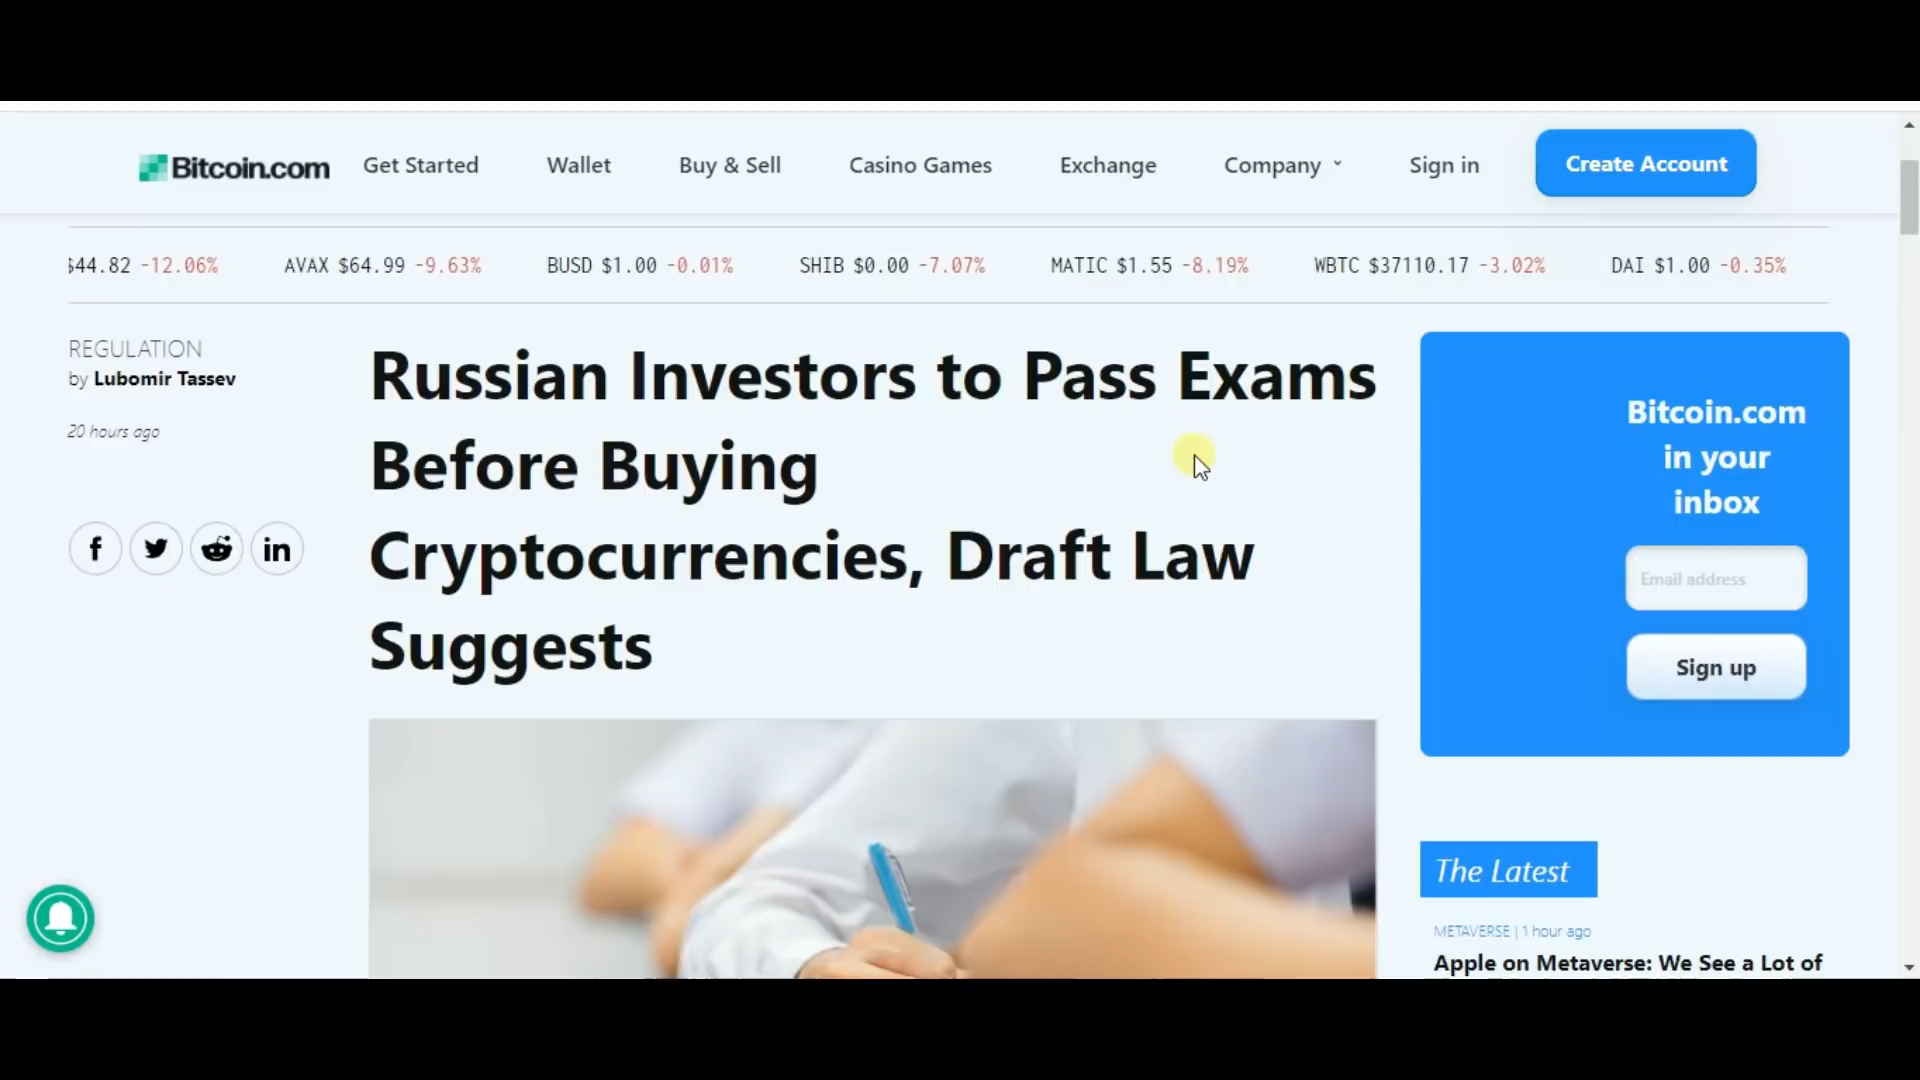 Bitcoin.com Get Started Wallet Buy & Sell Casino Games Exchange Company Sign in Create Account
$44.82 -12.06% AVAX $64.99 -9.63% BUSD $1.00 -0.01% SHIB $0.00 -7.07% MATIC $1.55 -8.19% WBTC $37110.17 -3.02% DAI $1.00 -0.35%
REGULATION
by Lubomir Tassev
20 hours ago
Russian Investors to Pass Exams
Before Buying
Cryptocurrencies, Draft Law
Suggests
Bitcoin.com
in your
inbox
Email address
Sign up
The Latest
METAVERSE | 1 hour ago
Apple on Metaverse: We See a Lot of